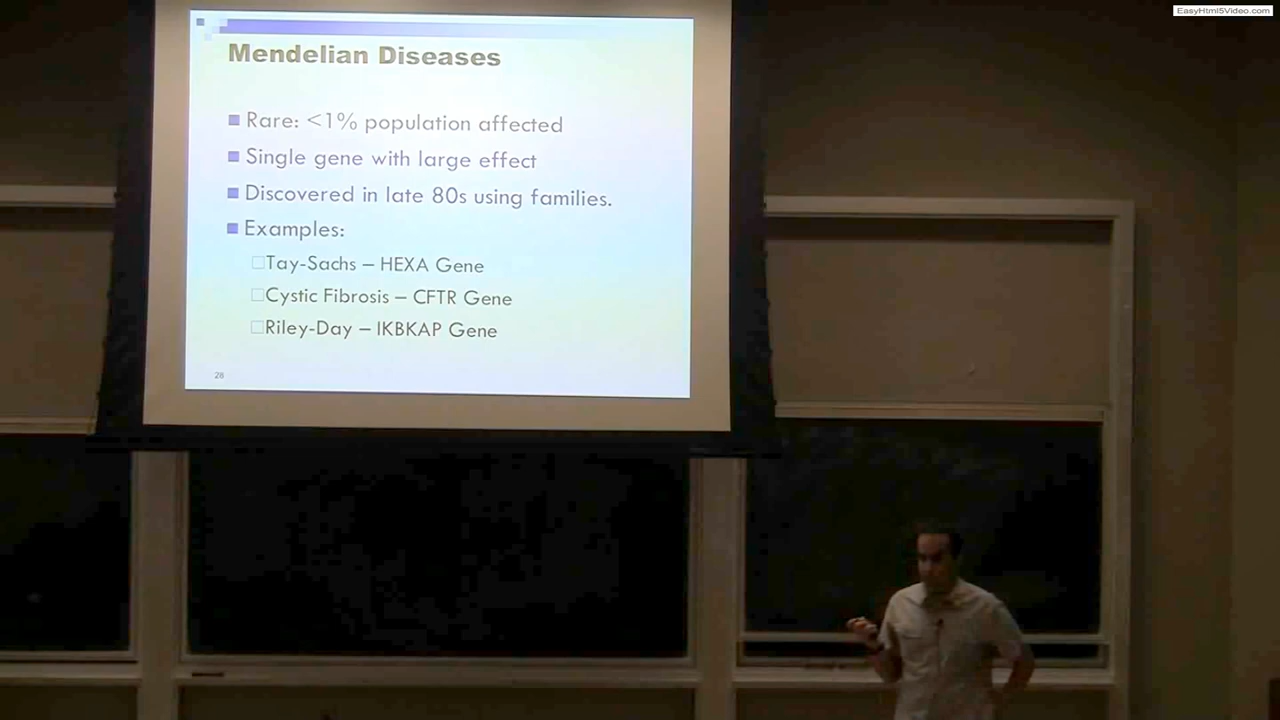 EasyHtml5Video.com
Mendelian Diseases
Rare: <1% population affected
Single gene with large effect
Discovered in late 80s using families.
Examples:
Tay-Sachs – HEXA Gene
Cystic Fibrosis – CFTR Gene
Riley-Day – IKBKAP Gene
28